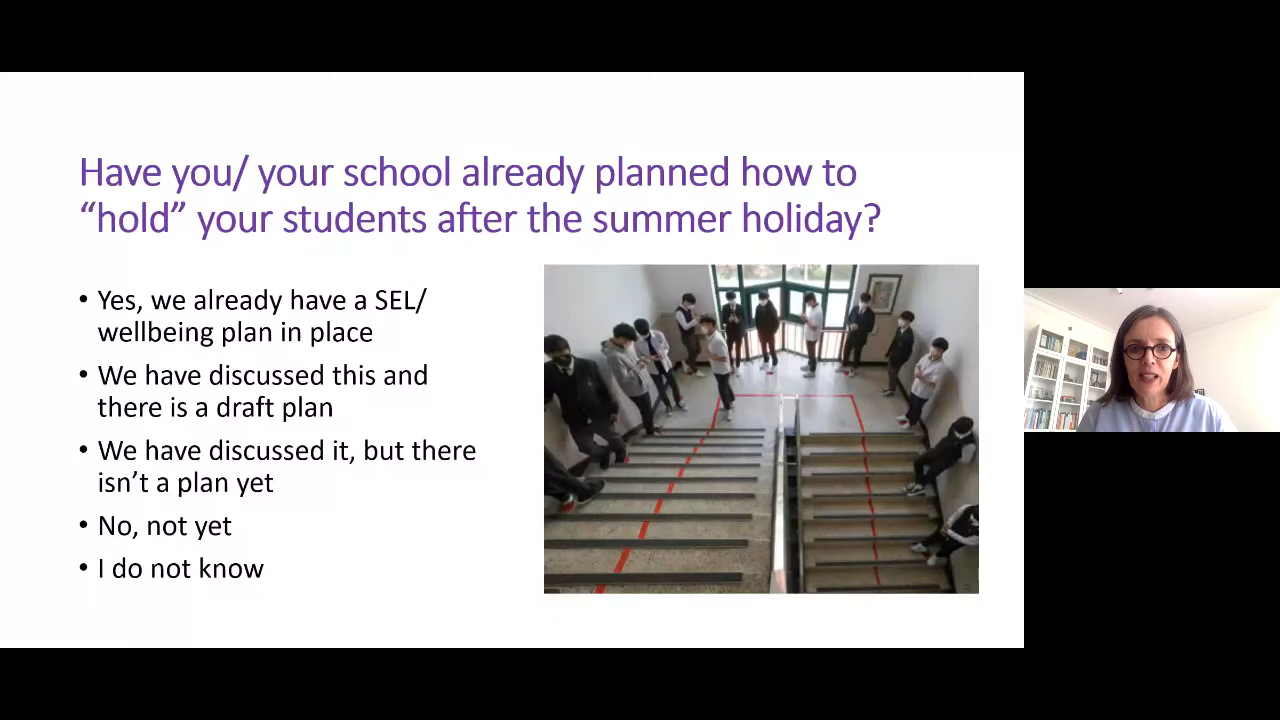 Have you/ your school already planned how to
“hold” your students after the summer holiday?
• Yes, we already have a SEL/
wellbeing plan in place
• We have discussed this and
there is a draft plan
• We have discussed it, but there
isn’t a plan yet
• No, not yet
• I do not know